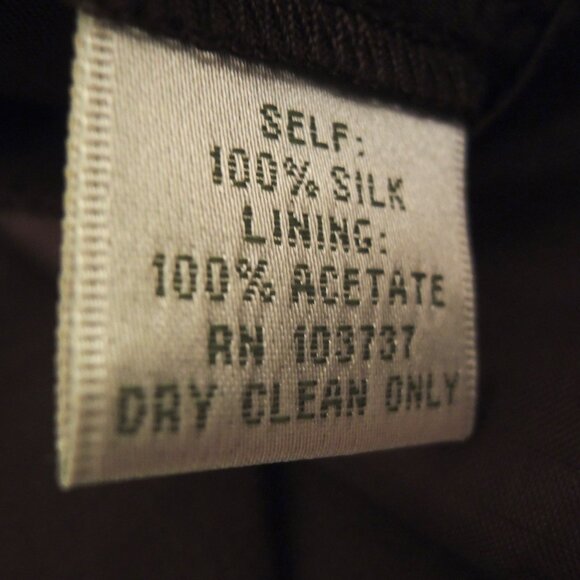 SELF:
100% SILK
LINING:
100% ACETATE
RN 103737
DRY CLEAN ONLY